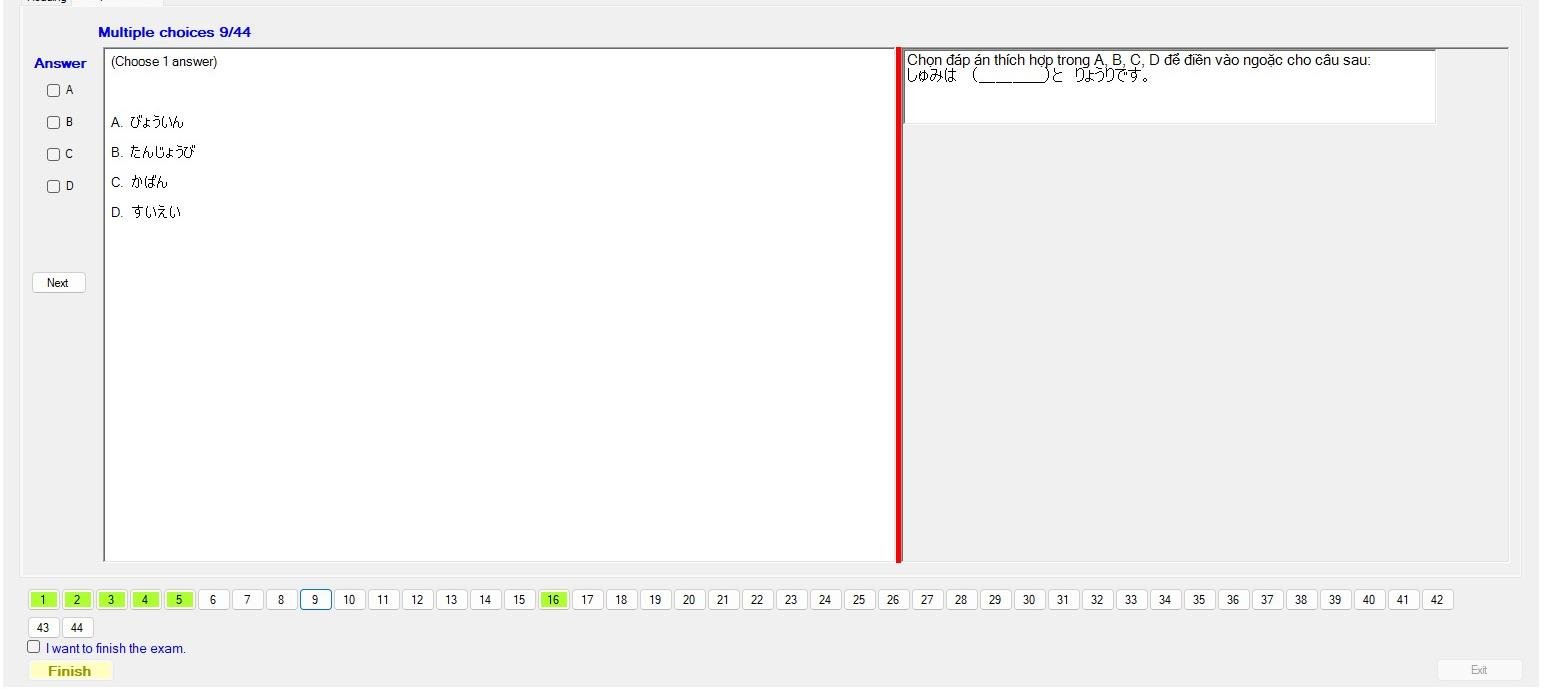 Multiple choices 9/44
Answer
(Choose 1 answer)
A
B
C
D
A. びょういん
B. たんじょうび
C. かばん
D. すいえい
Next
Chọn đáp án thích hợp trong A, B, C, D để điền vào ngoặc cho câu sau:
しゅみは (________)と りょうりです。
1 2 3 4 5 6 7 8 9 10 11 12 13 14 15 16 17 18 19 20 21 22 23 24 25 26 27 28 29 30 31 32 33 34 35 36 37 38 39 40 41 42
43 44
I want to finish the exam.
Finish
Exit